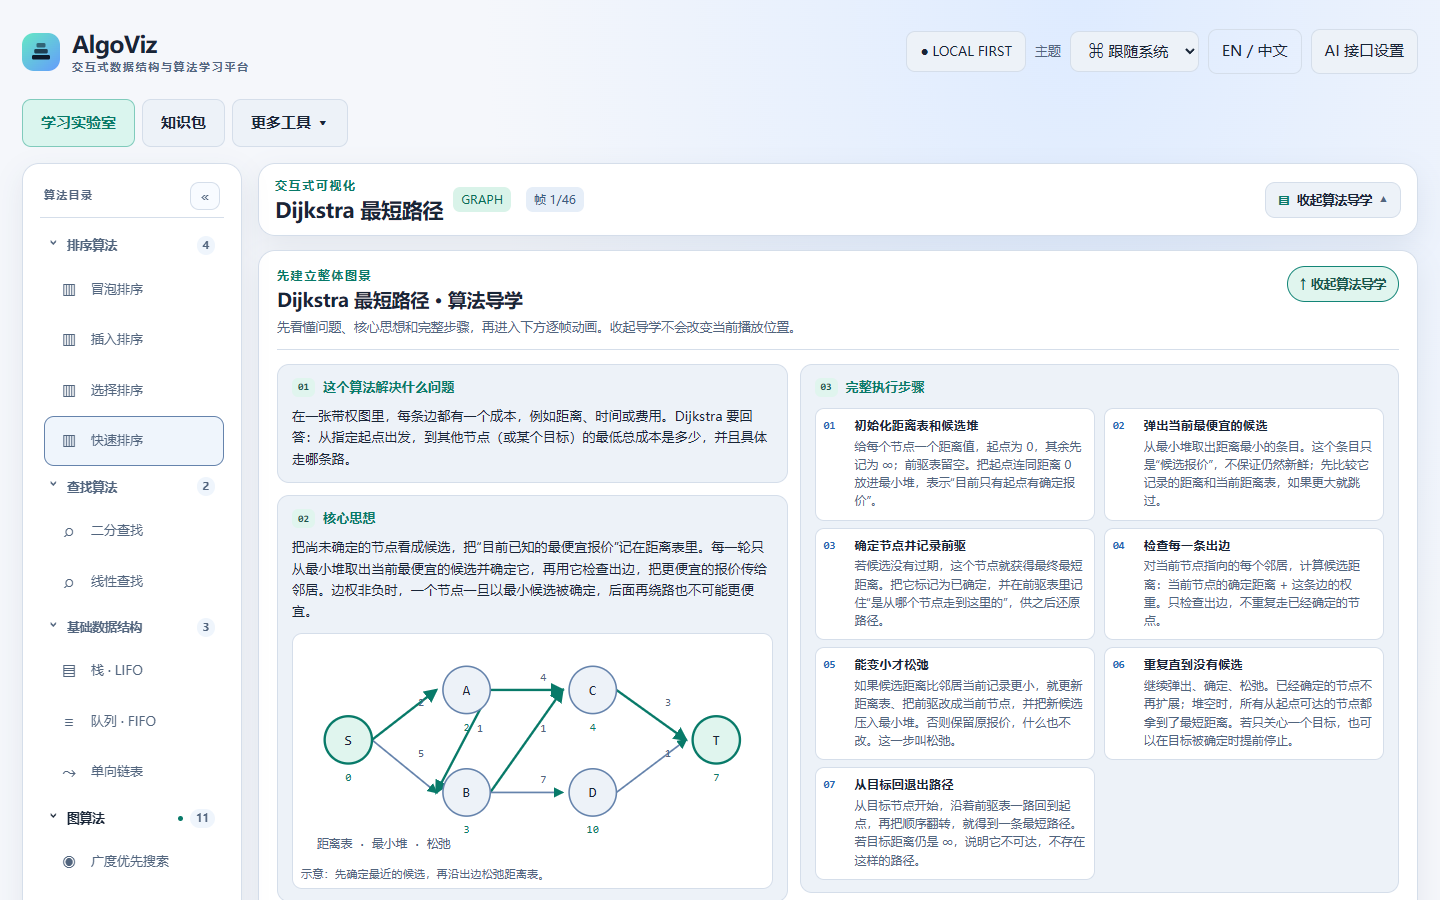 AlgoViz
交互式数据结构与算法学习平台
● LOCAL FIRST
主题
⌘ 跟随系统
EN / 中文
AI 接口设置
学习实验室
知识包
更多工具 ▾
算法目录
«
排序算法
4
冒泡排序
插入排序
选择排序
快速排序
查找算法
2
二分查找
线性查找
基础数据结构
3
栈 · LIFO
队列 · FIFO
单向链表
图算法
11
广度优先搜索
交互式可视化
Dijkstra 最短路径
GRAPH
帧 1/46
收起算法导学 ▲
先建立整体图景
Dijkstra 最短路径 · 算法导学
先看懂问题、核心思想和完整步骤，再进入下方逐帧动画。收起导学不会改变当前播放位置。
↑ 收起算法导学
01 这个算法解决什么问题
在一张带权图里，每条边都有一个成本，例如距离、时间或费用。Dijkstra 要回
答：从指定起点出发，到其他节点（或某个目标）的最低总成本是多少，并且具体
走哪条路。
02 核心思想
把尚未确定的节点看成候选，把“目前已知的最便宜报价”记在距离表里。每一轮只
从最小堆取出当前最便宜的候选并确定它，再用它检查出边，把更便宜的报价传给
邻居。边权非负时，一个节点一旦以最小候选被确定，后面再绕路也不可能更便
宜。
A
4
C
2
3
S
2
1
1
4
T
0
5
1
7
B
7
D
3
10
距离表 · 最小堆 · 松弛
示意：先确定最近的候选，再沿出边松弛距离表。
03 完整执行步骤
01 初始化距离表和候选堆
给每个节点一个距离值，起点为 0，其余先
记为 ∞；前驱表留空。把起点连同距离 0
放进最小堆，表示“目前只有起点有确定报
价”。
02 弹出当前最便宜的候选
从最小堆取出距离最小的条目。这个条目只
是“候选报价”，不保证仍然新鲜；先比较它
记录的距离和当前距离表，如果更大就跳
过。
03 确定节点并记录前驱
若候选没有过期，这个节点就获得最终最短
距离。把它标记为已确定，并在前驱表里记
住“是从哪个节点走到这里的”，供之后还原
路径。
04 检查每一条出边
对当前节点指向的每个邻居，计算候选距
离：当前节点的确定距离 + 这条边的权
重。只检查出边，不重复走已经确定的节
点。
05 能变小才松弛
如果候选距离比邻居当前记录更小，就更新
距离表、把前驱改成当前节点，并把新候选
压入最小堆。否则保留原报价，什么也不
改。这一步叫松弛。
06 重复直到没有候选
继续弹出、确定、松弛。已经确定的节点不
再扩展；堆空时，所有从起点可达的节点都
拿到了最短距离。若只关心一个目标，也可
以在目标被确定时提前停止。
07 从目标回退出路径
从目标节点开始，沿着前驱表一路回到起
点，再把顺序翻转，就得到一条最短路径。
若目标距离仍是 ∞，说明它不可达，不存在
这样的路径。